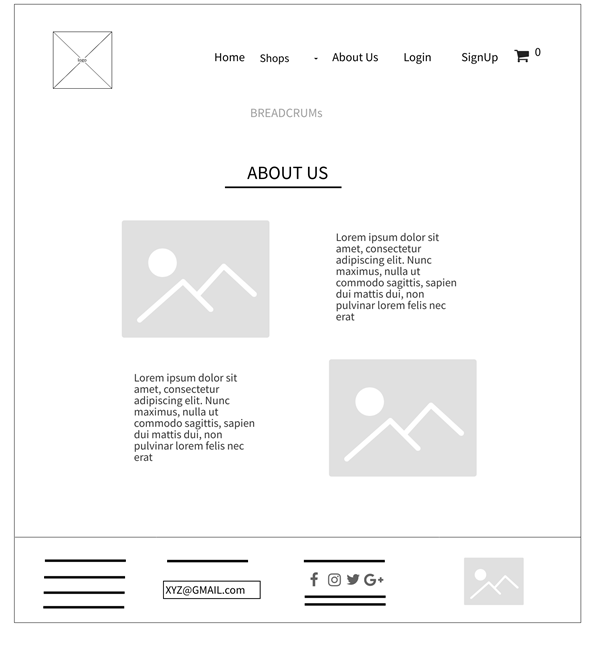 logo
Home Shops About Us Login SignUp 0
BREADCRUMs
ABOUT US
Lorem ipsum dolor sit
amet, consectetur
adipiscing elit. Nunc
maximus, nulla ut
commodo sagittis, sapien
dui mattis dui, non
pulvinar lorem felis nec
erat
Lorem ipsum dolor sit
amet, consectetur
adipiscing elit. Nunc
maximus, nulla ut
commodo sagittis, sapien
dui mattis dui, non
pulvinar lorem felis nec
erat
XYZ@GMAIL.com